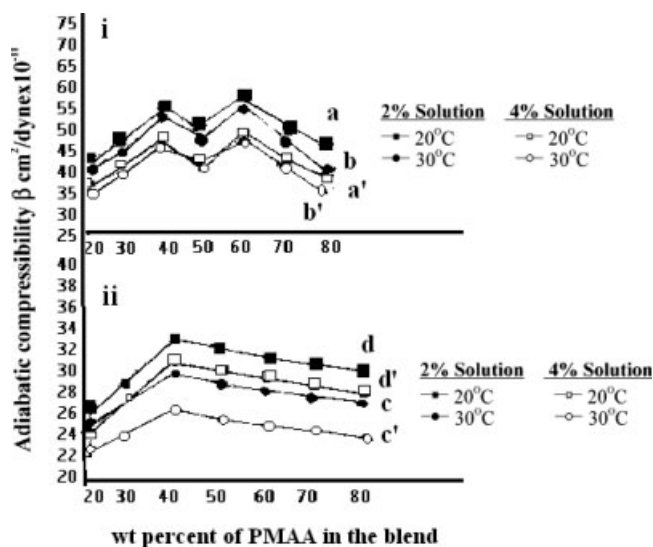 Adiabatic compressibility β cm²/dynex10⁻¹¹
i
75
70
65
60
55
50
45
40
35
30
25
20 30 40 50 60 70 80
a
b
a'
b'
2% Solution 4% Solution
20°C 20°C
30°C 30°C
ii
40
38
36
34
32
30
28
26
24
22
20
20 30 40 50 60 70 80
d
d'
c
c'
2% Solution 4% Solution
20°C 20°C
30°C 30°C
wt percent of PMAA in the blend